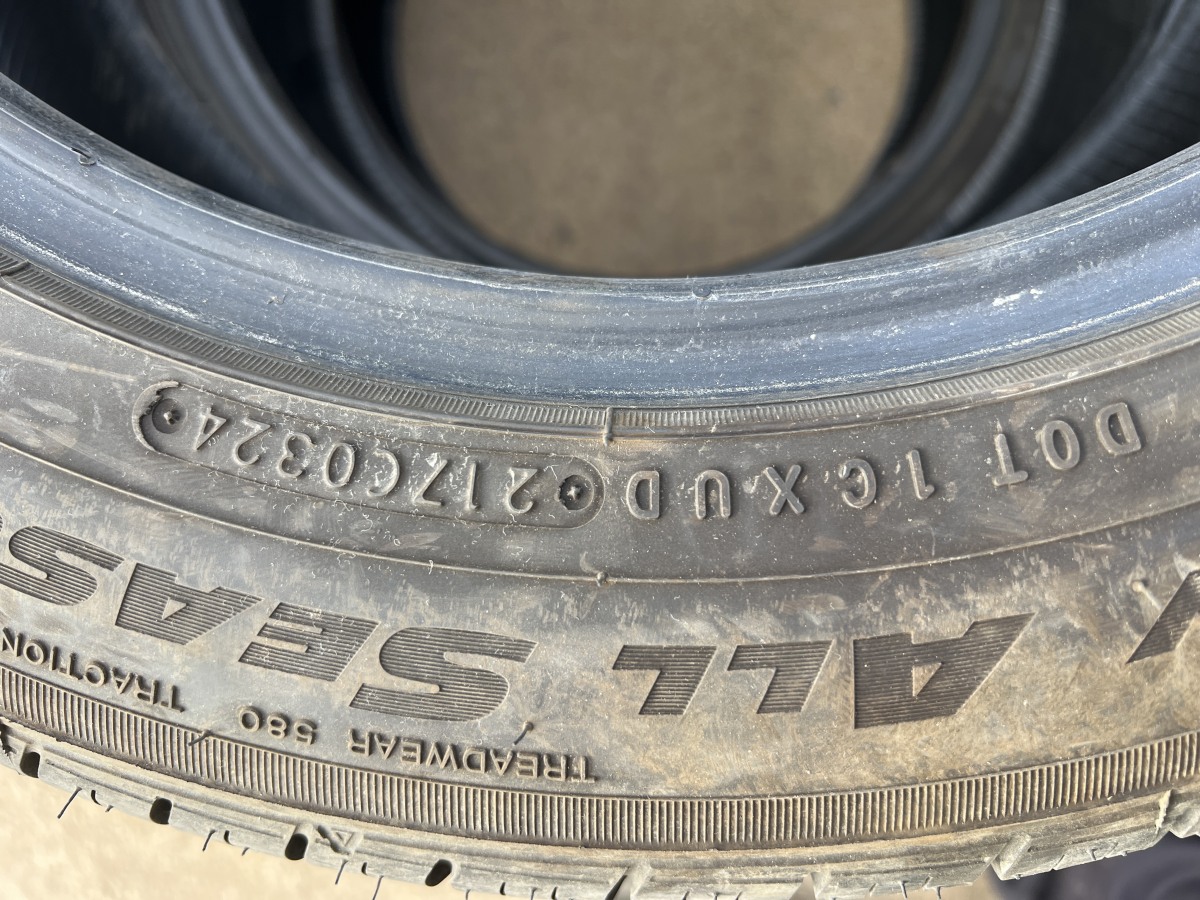 DOT 1CXUD 217C0324
ALL SEAS
TREADWEAR 580 TRACTION